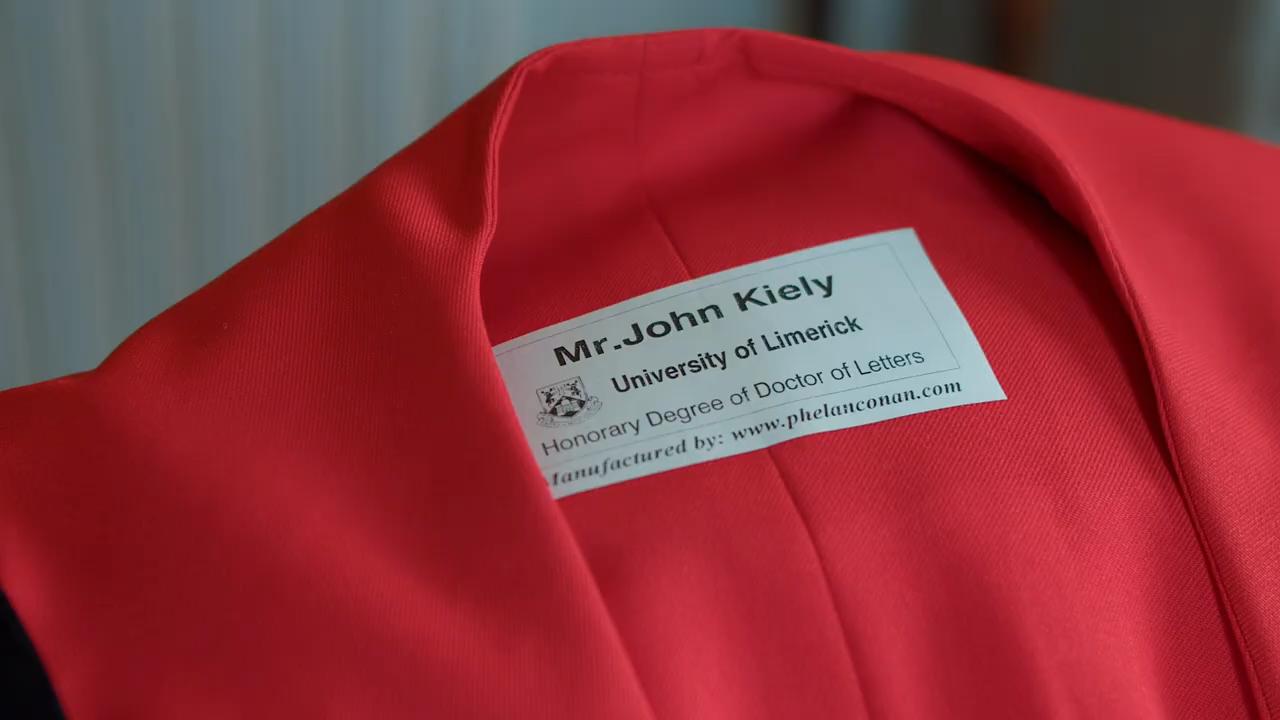 Mr.John Kiely
University of Limerick
Honorary Degree of Doctor of Letters
Manufactured by: www.phelanconan.com